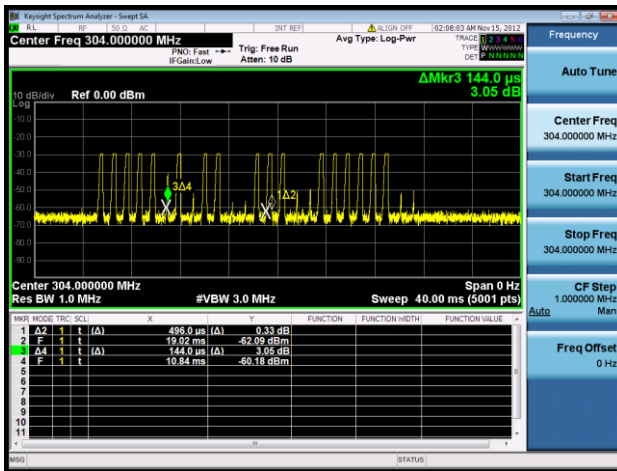 Keysight Spectrum Analyzer - Swept SA
RL RF 50 Ω AC INT REF ALIGN OFF 02:08:03 AM Nov 15, 2012
Center Freq 304.000000 MHz
PNO: Fast
IFGain:Low
Trig: Free Run
Atten: 10 dB
Avg Type: Log-Pwr
TRACE 1 2 3 4 5 6
TYPE WWWWWW
DET P N N N N N
ΔMkr3 144.0 µs
3.05 dB
10 dB/div Ref 0.00 dBm
Log
-10.0
-20.0
-30.0
-40.0
-50.0
-60.0
-70.0
-80.0
-90.0
3Δ4
1Δ2
Center 304.000000 MHz Span 0 Hz
Res BW 1.0 MHz #VBW 3.0 MHz Sweep 40.00 ms (5001 pts)
MKR MODE TRC SCL X Y FUNCTION FUNCTION WIDTH FUNCTION VALUE
1 Δ2 1 t (Δ) 496.0 µs (Δ) 0.33 dB
2 F 1 t 19.02 ms -62.09 dBm
3 Δ4 1 t (Δ) 144.0 µs (Δ) 3.05 dB
4 F 1 t 10.84 ms -60.18 dBm
5
6
7
8
9
10
11
MSG STATUS
Frequency
Auto Tune
Center Freq
304.000000 MHz
Start Freq
304.000000 MHz
Stop Freq
304.000000 MHz
CF Step
1.000000 MHz
Auto Man
Freq Offset
0 Hz